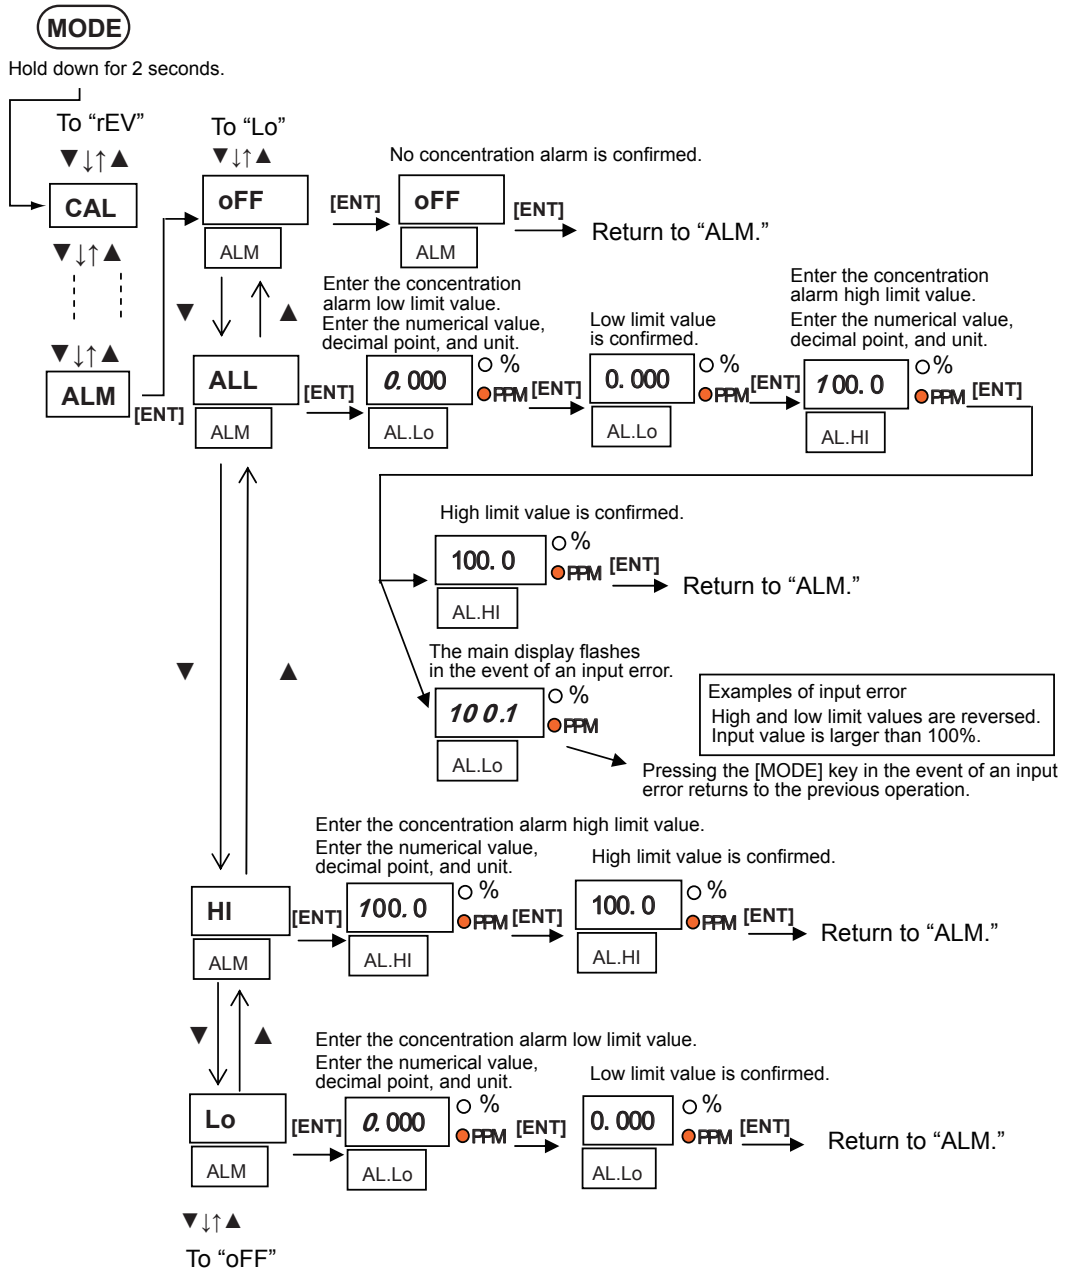 MODE
Hold down for 2 seconds.
To “rEV”
▼↓↑▲
CAL
▼↓↑▲
▼↓↑▲
ALM
[ENT]
To “Lo”
▼↓↑▲
No concentration alarm is confirmed.
oFF
ALM
[ENT]
oFF
ALM
[ENT]
Return to “ALM.”
▼
▲
ALL
ALM
[ENT]
Enter the concentration
alarm low limit value.
Enter the numerical value,
decimal point, and unit.
0.000
%
PPM
AL.Lo
[ENT]
Low limit value
is confirmed.
0.000
%
PPM
AL.Lo
[ENT]
Enter the concentration
alarm high limit value.
Enter the numerical value,
decimal point, and unit.
100.0
%
PPM
AL.HI
[ENT]
High limit value is confirmed.
100.0
%
PPM
AL.HI
[ENT]
Return to “ALM.”
The main display flashes
in the event of an input error.
100.1
%
PPM
AL.Lo
Examples of input error
High and low limit values are reversed.
Input value is larger than 100%.
Pressing the [MODE] key in the event of an input
error returns to the previous operation.
▼
▲
HI
ALM
[ENT]
Enter the concentration alarm high limit value.
Enter the numerical value,
decimal point, and unit.
100.0
%
PPM
AL.HI
[ENT]
High limit value is confirmed.
100.0
%
PPM
AL.HI
[ENT]
Return to “ALM.”
▼
▲
Lo
ALM
[ENT]
Enter the concentration alarm low limit value.
Enter the numerical value,
decimal point, and unit.
0.000
%
PPM
AL.Lo
[ENT]
Low limit value is confirmed.
0.000
%
PPM
AL.Lo
[ENT]
Return to “ALM.”
▼↓↑▲
To “oFF”